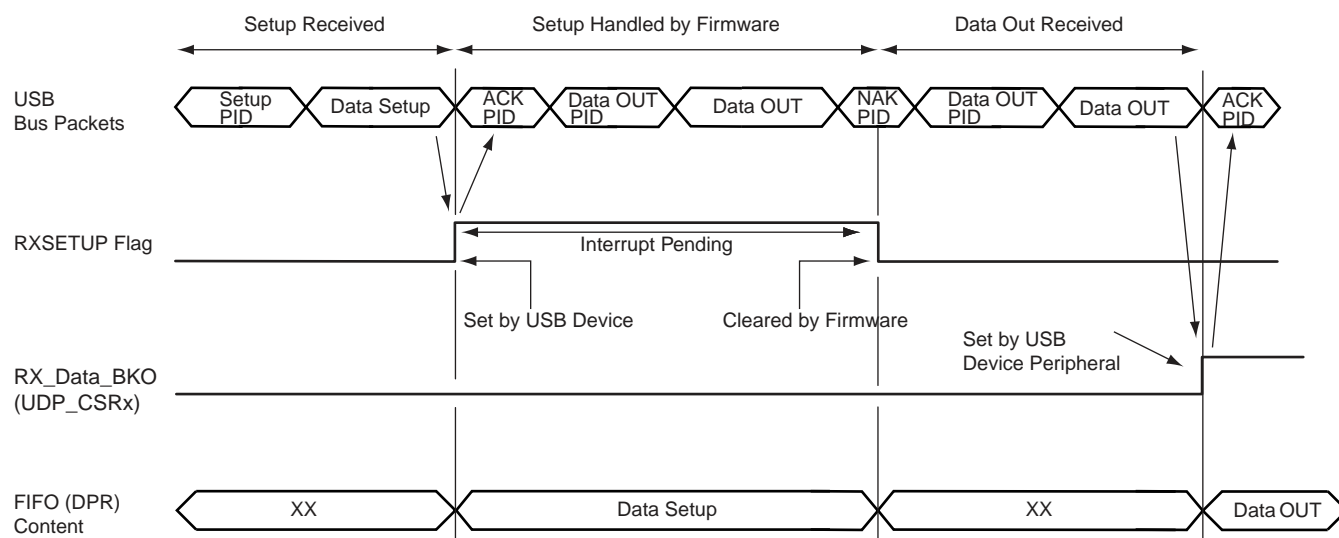 Setup Received
Setup Handled by Firmware
Data Out Received
USB
Bus Packets
Setup
PID
Data Setup
ACK
PID
Data OUT
PID
Data OUT
NAK
PID
Data OUT
PID
Data OUT
ACK
PID
RXSETUP Flag
Interrupt Pending
Set by USB Device
Cleared by Firmware
Set by USB
Device Peripheral
RX_Data_BKO
(UDP_CSRx)
FIFO (DPR)
Content
XX
Data Setup
XX
Data OUT